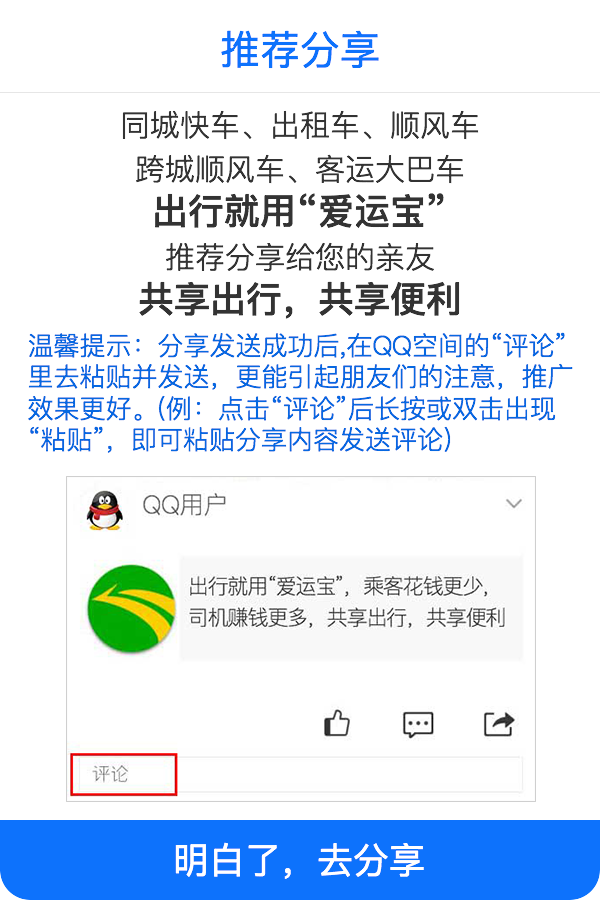 推荐分享
同城快车、出租车、顺风车
跨城顺风车、客运大巴车
出行就用“爱运宝”
推荐分享给您的亲友
共享出行，共享便利
温馨提示：分享发送成功后,在QQ空间的“评论”
里去粘贴并发送，更能引起朋友们的注意，推广
效果更好。(例：点击“评论”后长按或双击出现
“粘贴”，即可粘贴分享内容发送评论)
QQ用户
出行就用“爱运宝”，乘客花钱更少，
司机赚钱更多，共享出行，共享便利
评论
明白了，去分享